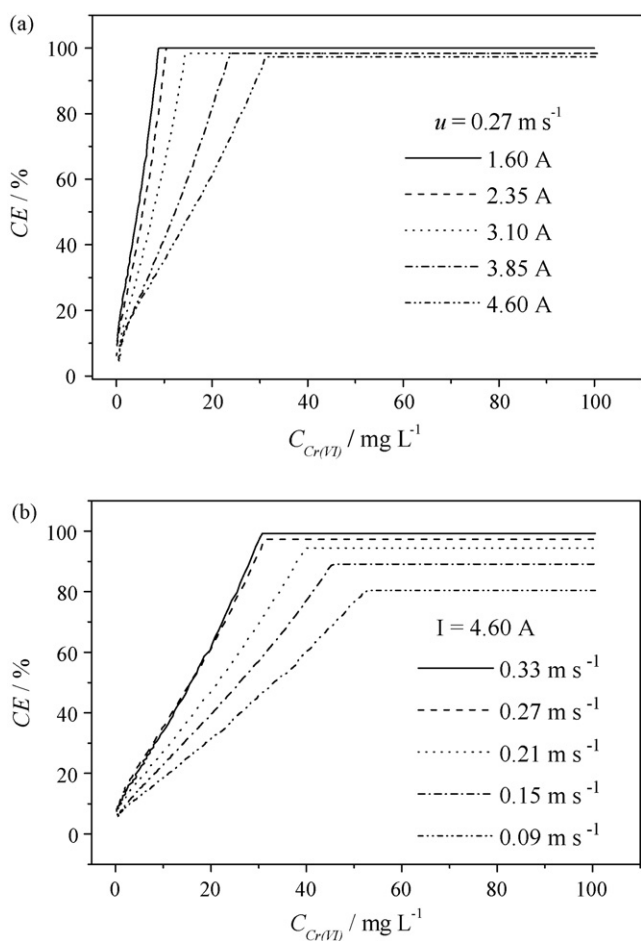 (a)
100
80
60
40
20
0
CE / %
u = 0.27 m s⁻¹
1.60 A
2.35 A
3.10 A
3.85 A
4.60 A
0 20 40 60 80 100
C_Cr(VI) / mg L⁻¹
(b)
100
80
60
40
20
0
CE / %
I = 4.60 A
0.33 m s⁻¹
0.27 m s⁻¹
0.21 m s⁻¹
0.15 m s⁻¹
0.09 m s⁻¹
0 20 40 60 80 100
C_Cr(VI) / mg L⁻¹